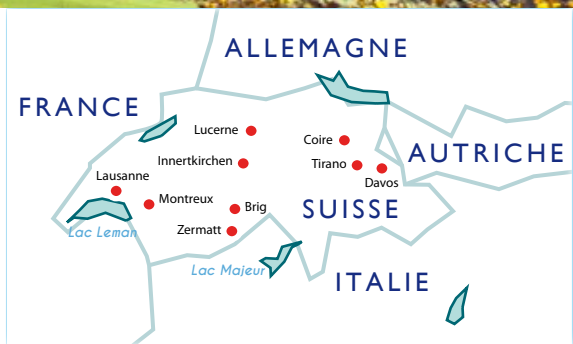 ALLEMAGNE
FRANCE
Lucerne
Coire
AUTRICHE
Innertkirchen
Tirano
Lausanne
Davos
Montreux
Brig
SUISSE
Zermatt
Lac Leman
Lac Majeur
ITALIE